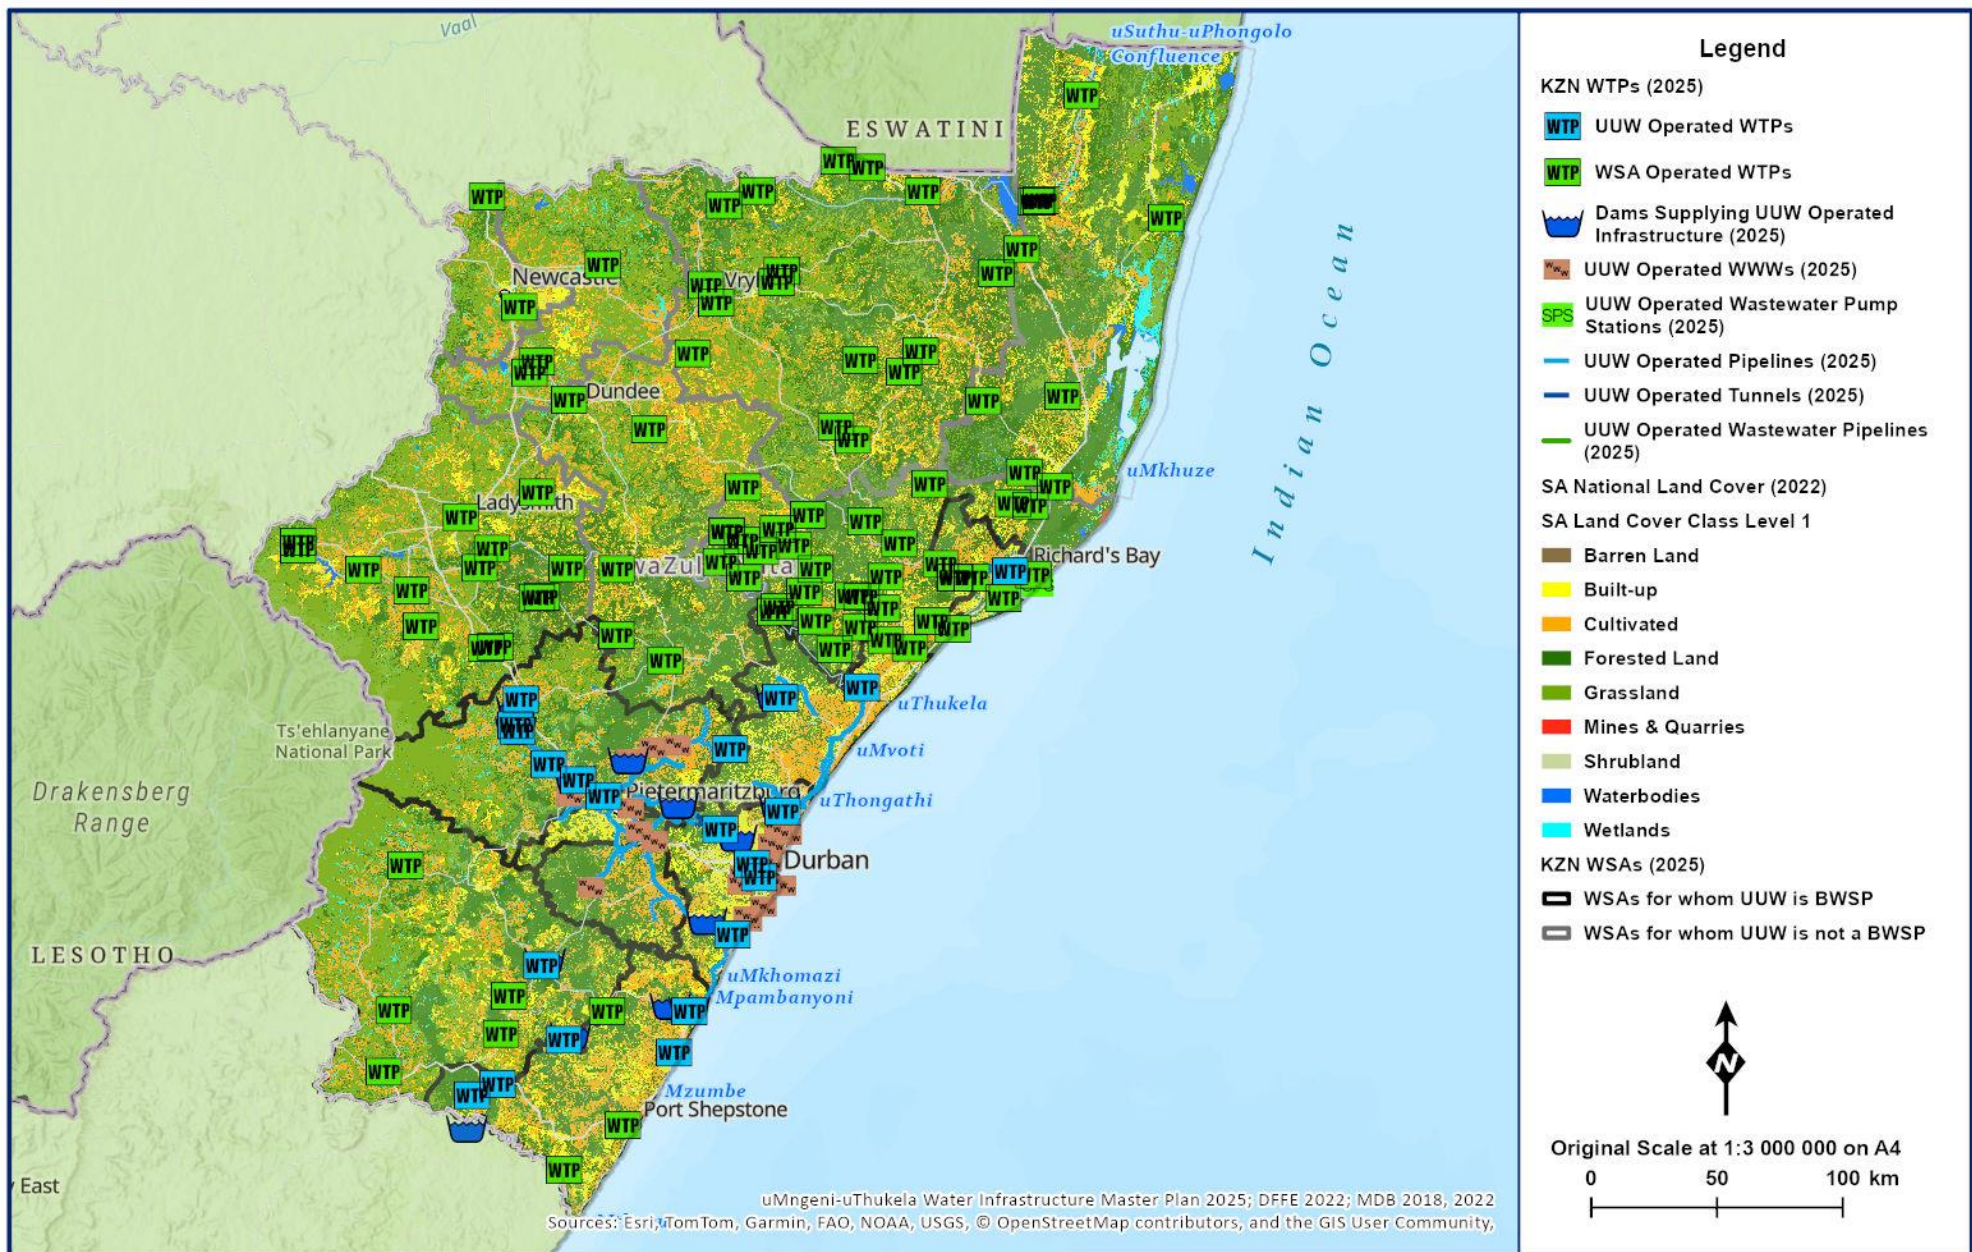 Vaal
uSuthu-uPhongolo
Confluence
ESWATINI
Newcastle
Dundee
Ladysmith
uMkhuze
Richard's Bay
Indian Ocean
Ts'ehlanyane
National Park
Drakensberg
Range
uThukela
uMvoti
Pietermaritzburg
uThongathi
Durban
LESOTHO
uMkhomazi
Mpambanyoni
Mzumbe
Port Shepstone
East
WTP
SPS
uMngeni-uThukela Water Infrastructure Master Plan 2025; DFFE 2022; MDB 2018, 2022
Sources: Esri, TomTom, Garmin, FAO, NOAA, USGS, © OpenStreetMap contributors, and the GIS User Community,
Legend
KZN WTPs (2025)
WTP UUW Operated WTPs
WTP WSA Operated WTPs
Dams Supplying UUW Operated
Infrastructure (2025)
www UUW Operated WWWs (2025)
SPS UUW Operated Wastewater Pump
Stations (2025)
UUW Operated Pipelines (2025)
UUW Operated Tunnels (2025)
UUW Operated Wastewater Pipelines
(2025)
SA National Land Cover (2022)
SA Land Cover Class Level 1
Barren Land
Built-up
Cultivated
Forested Land
Grassland
Mines & Quarries
Shrubland
Waterbodies
Wetlands
KZN WSAs (2025)
WSAs for whom UUW is BWSP
WSAs for whom UUW is not a BWSP
N
Original Scale at 1:3 000 000 on A4
0 50 100 km